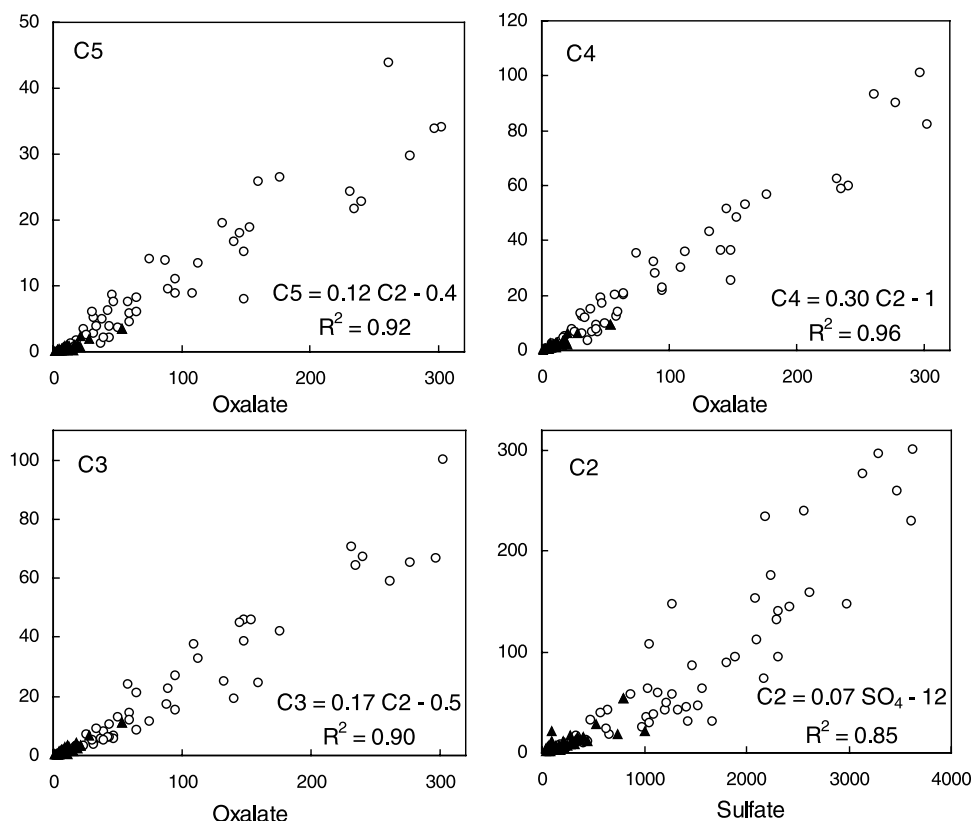 C5
50
40
30
20
10
0
C5 = 0.12 C2 - 0.4
R² = 0.92
0 100 200 300
Oxalate
C4
120
100
80
60
40
20
0
C4 = 0.30 C2 - 1
R² = 0.96
0 100 200 300
Oxalate
C3
100
80
60
40
20
0
C3 = 0.17 C2 - 0.5
R² = 0.90
0 100 200 300
Oxalate
C2
300
200
100
0
C2 = 0.07 SO₄ - 12
R² = 0.85
0 1000 2000 3000 4000
Sulfate